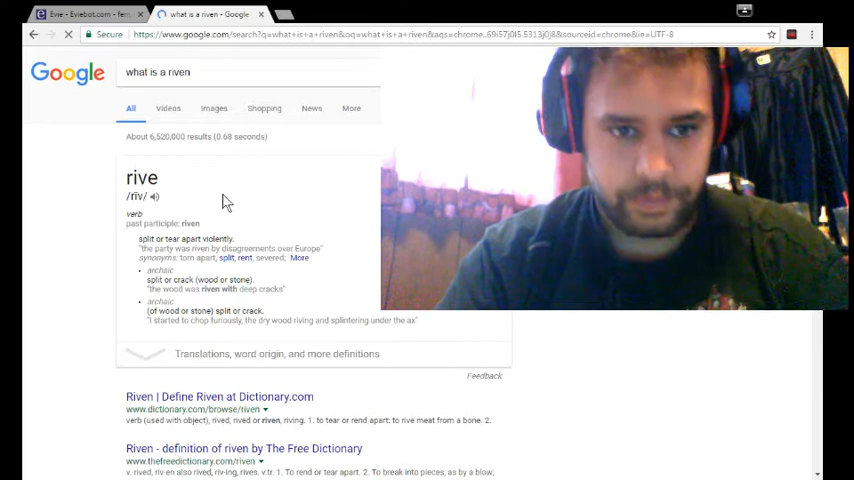 Evie - Eviebot.com - fem
what is a riven - Google
Secure
https://www.google.com/search?q=what+is+a+riven&oq=what+is+a+riven&aqs=chrome..69i57j0l5.5313j0j8&sourceid=chrome&ie=UTF-8
Google
what is a riven
All Videos Images Shopping News More
About 6,520,000 results (0.68 seconds)
rive
/rīv/
verb
past participle: riven
split or tear apart violently.
"the party was riven by disagreements over Europe"
synonyms: torn apart, split, rent, severed; More
• archaic
split or crack (wood or stone).
"the wood was riven with deep cracks"
• archaic
(of wood or stone) split or crack.
"I started to chop furiously, the dry wood riving and splintering under the ax"
Translations, word origin, and more definitions
Feedback
Riven | Define Riven at Dictionary.com
www.dictionary.com/browse/riven
verb (used with object), rived, rived or riven, riving. 1. to tear or rend apart: to rive meat from a bone. 2.
Riven - definition of riven by The Free Dictionary
www.thefreedictionary.com/riven
v. rived, riv·en also rived, riv·ing, rives. v.tr. 1. To rend or tear apart. 2. To break into pieces, as by a blow;